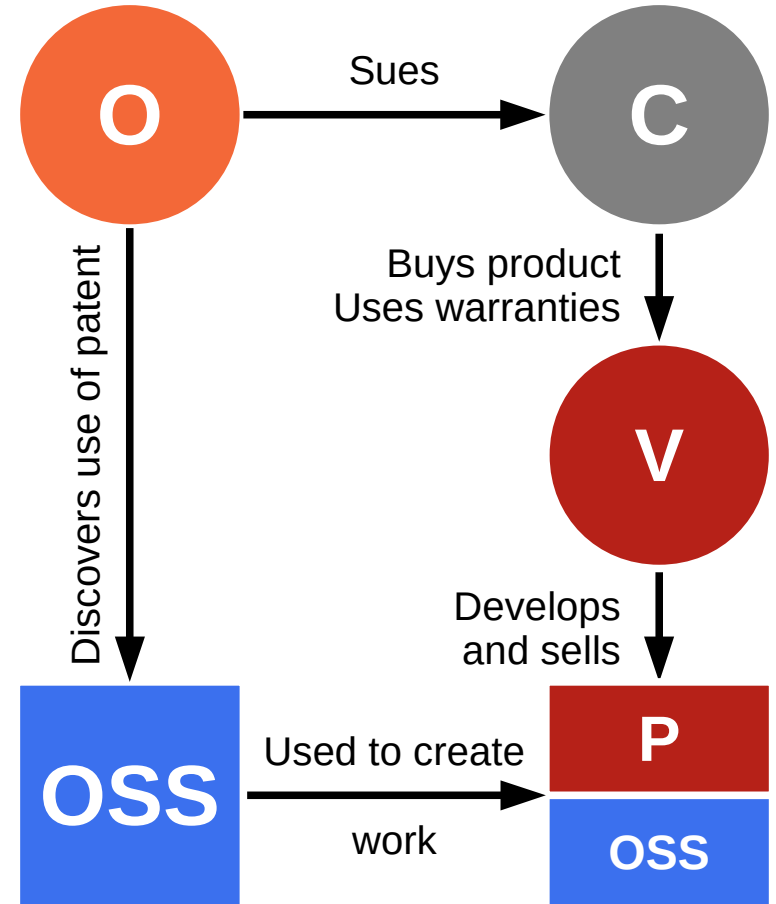 O
Sues
C
Discovers use of patent
Buys product
Uses warranties
V
Develops
and sells
OSS
Used to create
work
P
OSS